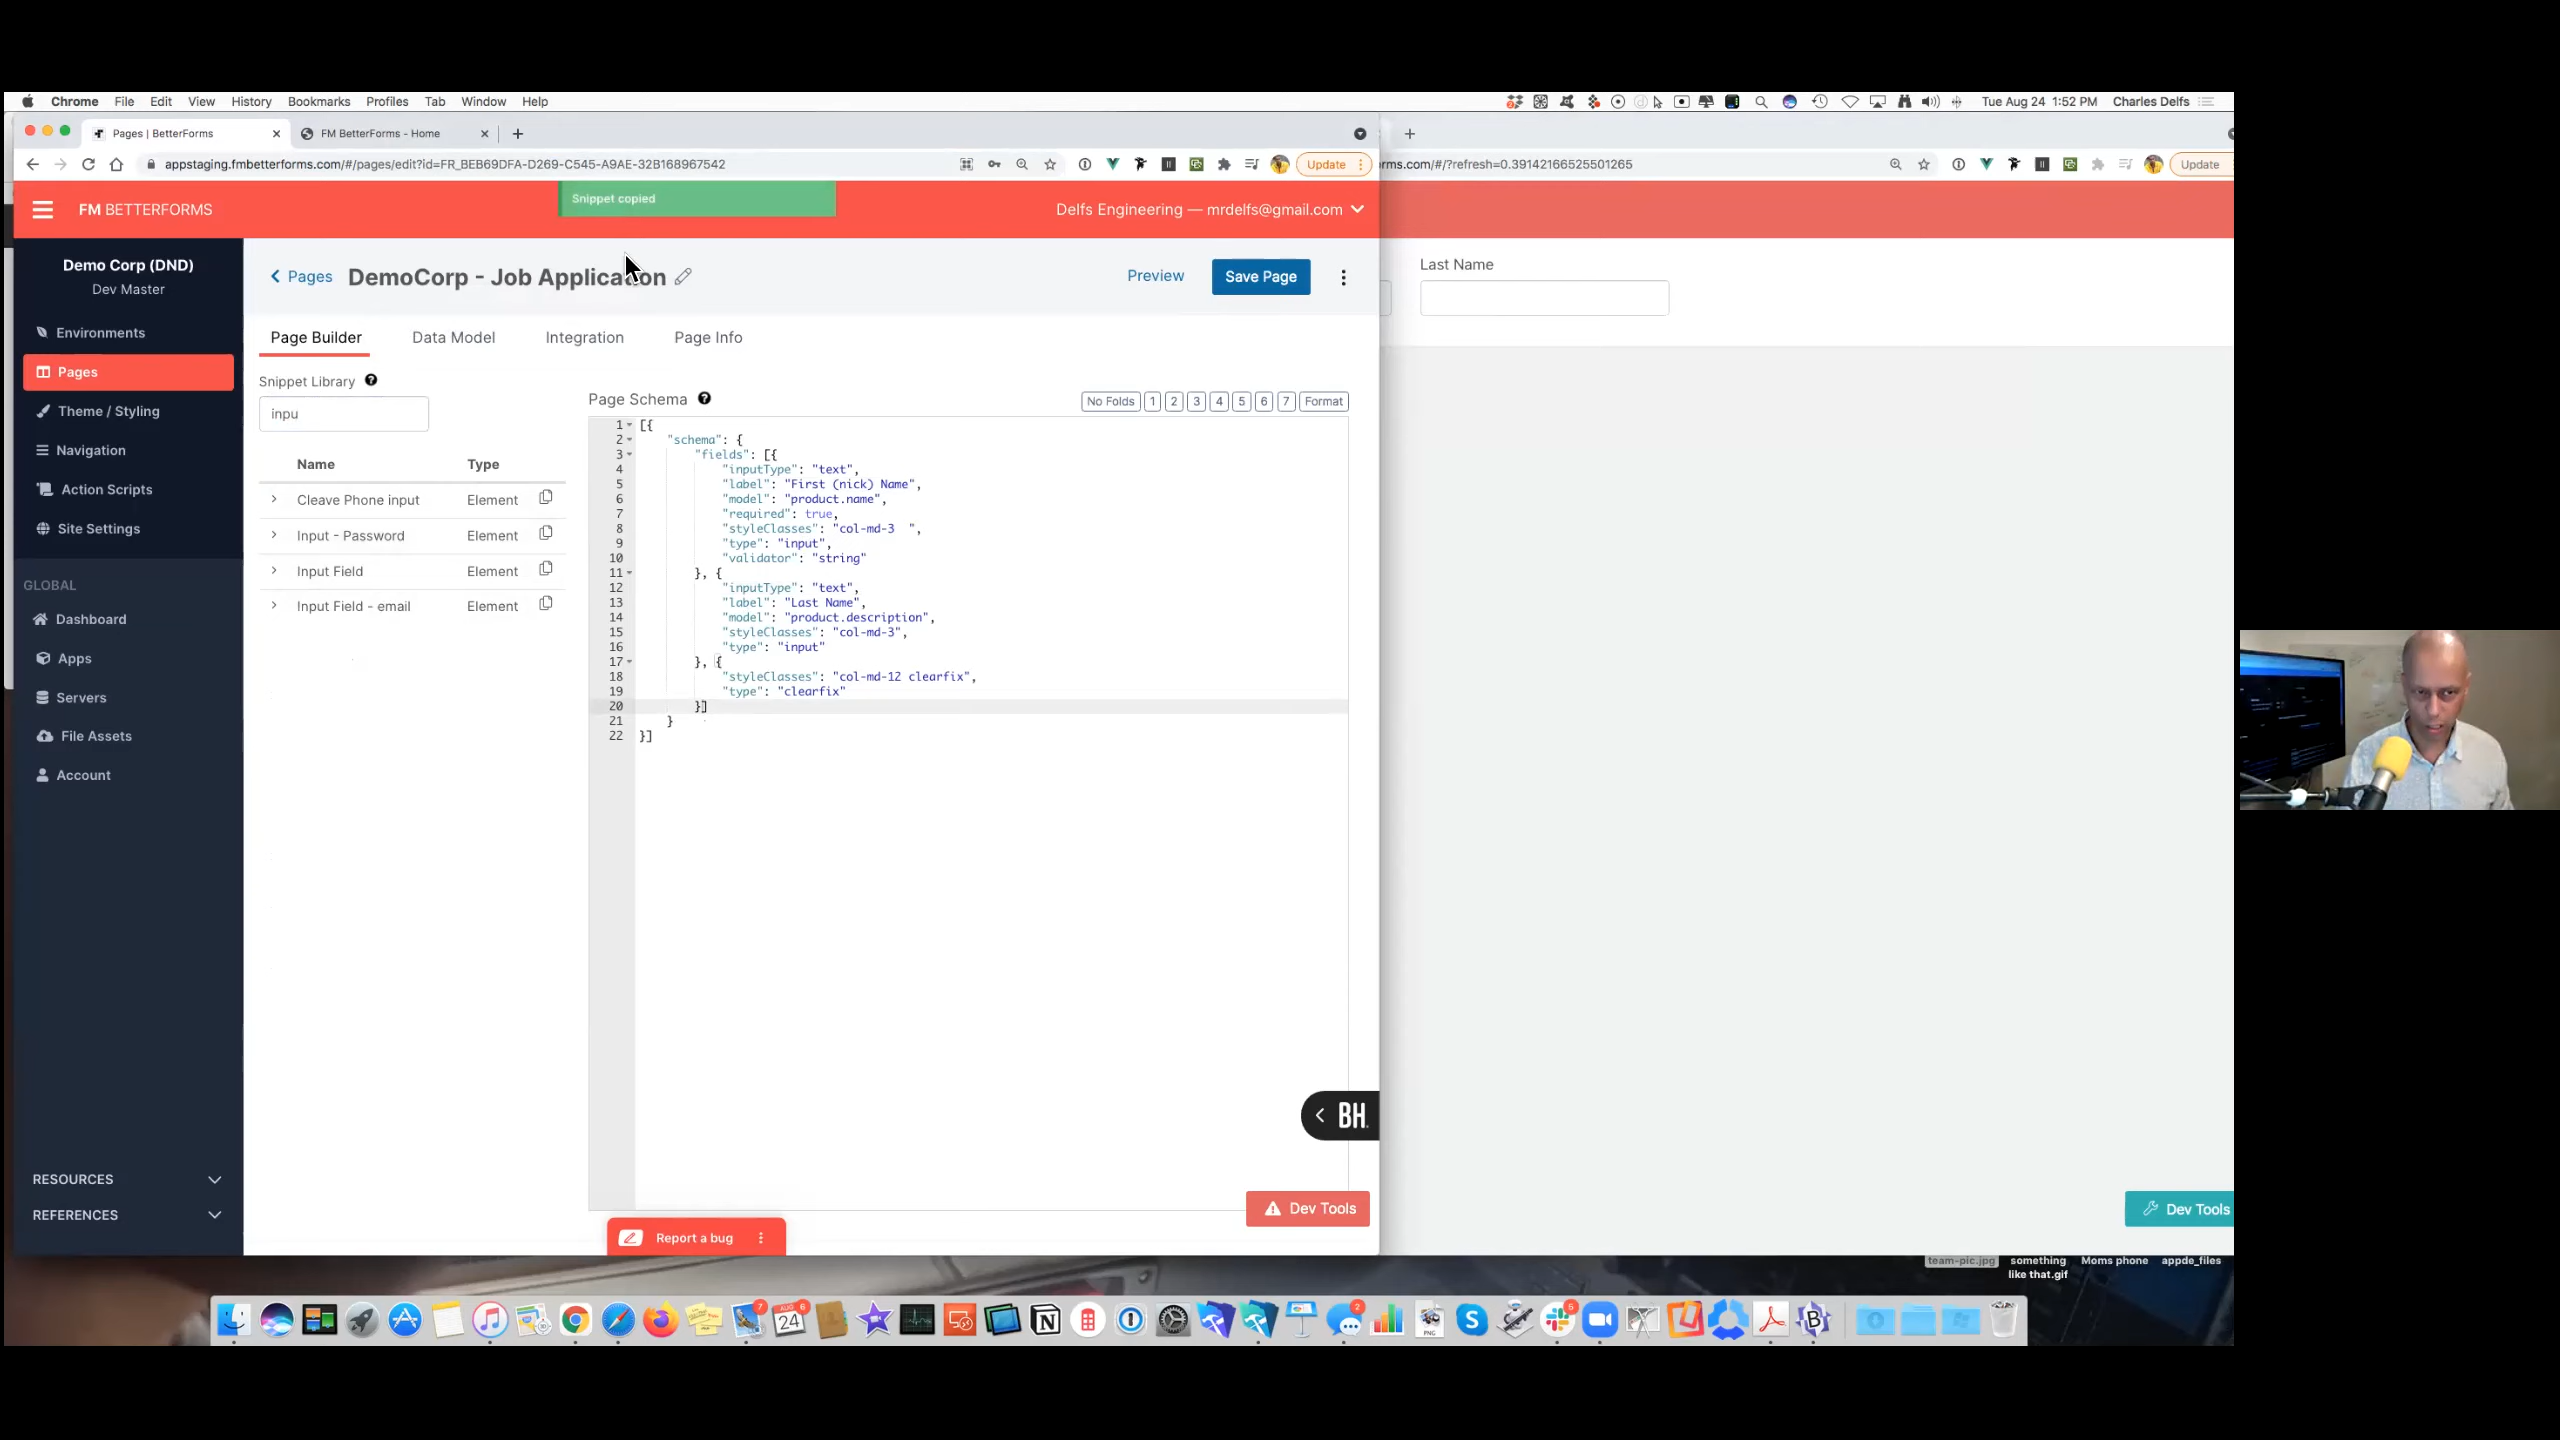 Chrome File Edit View History Bookmarks Profiles Tab Window Help
Tue Aug 24 1:52 PM Charles Delfs
Pages | BetterForms
FM BetterForms - Home
appstaging.fmbetterforms.com/#/pages/edit?id=FR_BEB69DFA-D269-C545-A9AE-32B168967542
Update
rms.com/#/?refresh=0.39142166525501265
Update
FM BETTERFORMS
Snippet copied
Delfs Engineering — mrdelfs@gmail.com
Demo Corp (DND)
Dev Master
Environments
Pages
Theme / Styling
Navigation
Action Scripts
Site Settings
GLOBAL
Dashboard
Apps
Servers
File Assets
Account
RESOURCES
REFERENCES
Pages
DemoCorp - Job Application
Preview
Save Page
Page Builder
Data Model
Integration
Page Info
Snippet Library
inpu
Name Type
Cleave Phone input Element
Input - Password Element
Input Field Element
Input Field - email Element
Page Schema
No Folds 1 2 3 4 5 6 7 Format
1 [{
2 "schema": {
3 "fields": [{
4 "inputType": "text",
5 "label": "First (nick) Name",
6 "model": "product.name",
7 "required": true,
8 "styleClasses": "col-md-3  ",
9 "type": "input",
10 "validator": "string"
11 }, {
12 "inputType": "text",
13 "label": "Last Name",
14 "model": "product.description",
15 "styleClasses": "col-md-3",
16 "type": "input"
17 }, {
18 "styleClasses": "col-md-12 clearfix",
19 "type": "clearfix"
20 }]
21 }
22 }]
BH.
Dev Tools
Report a bug
Last Name
Dev Tools
team-pic.jpg
something
like that.gif
Moms phone
appde_files
7
AUG
24
6
2
PNG
5